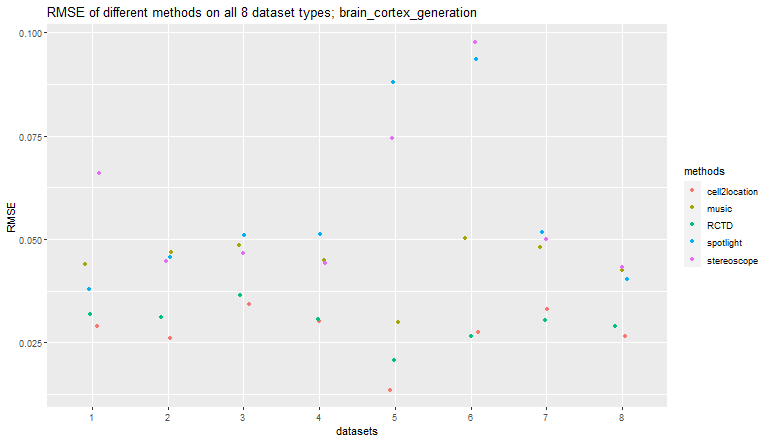 RMSE of different methods on all 8 dataset types; brain_cortex_generation
0.100
0.075
0.050
0.025
RMSE
1 2 3 4 5 6 7 8
datasets
methods
cell2location
music
RCTD
spotlight
stereoscope